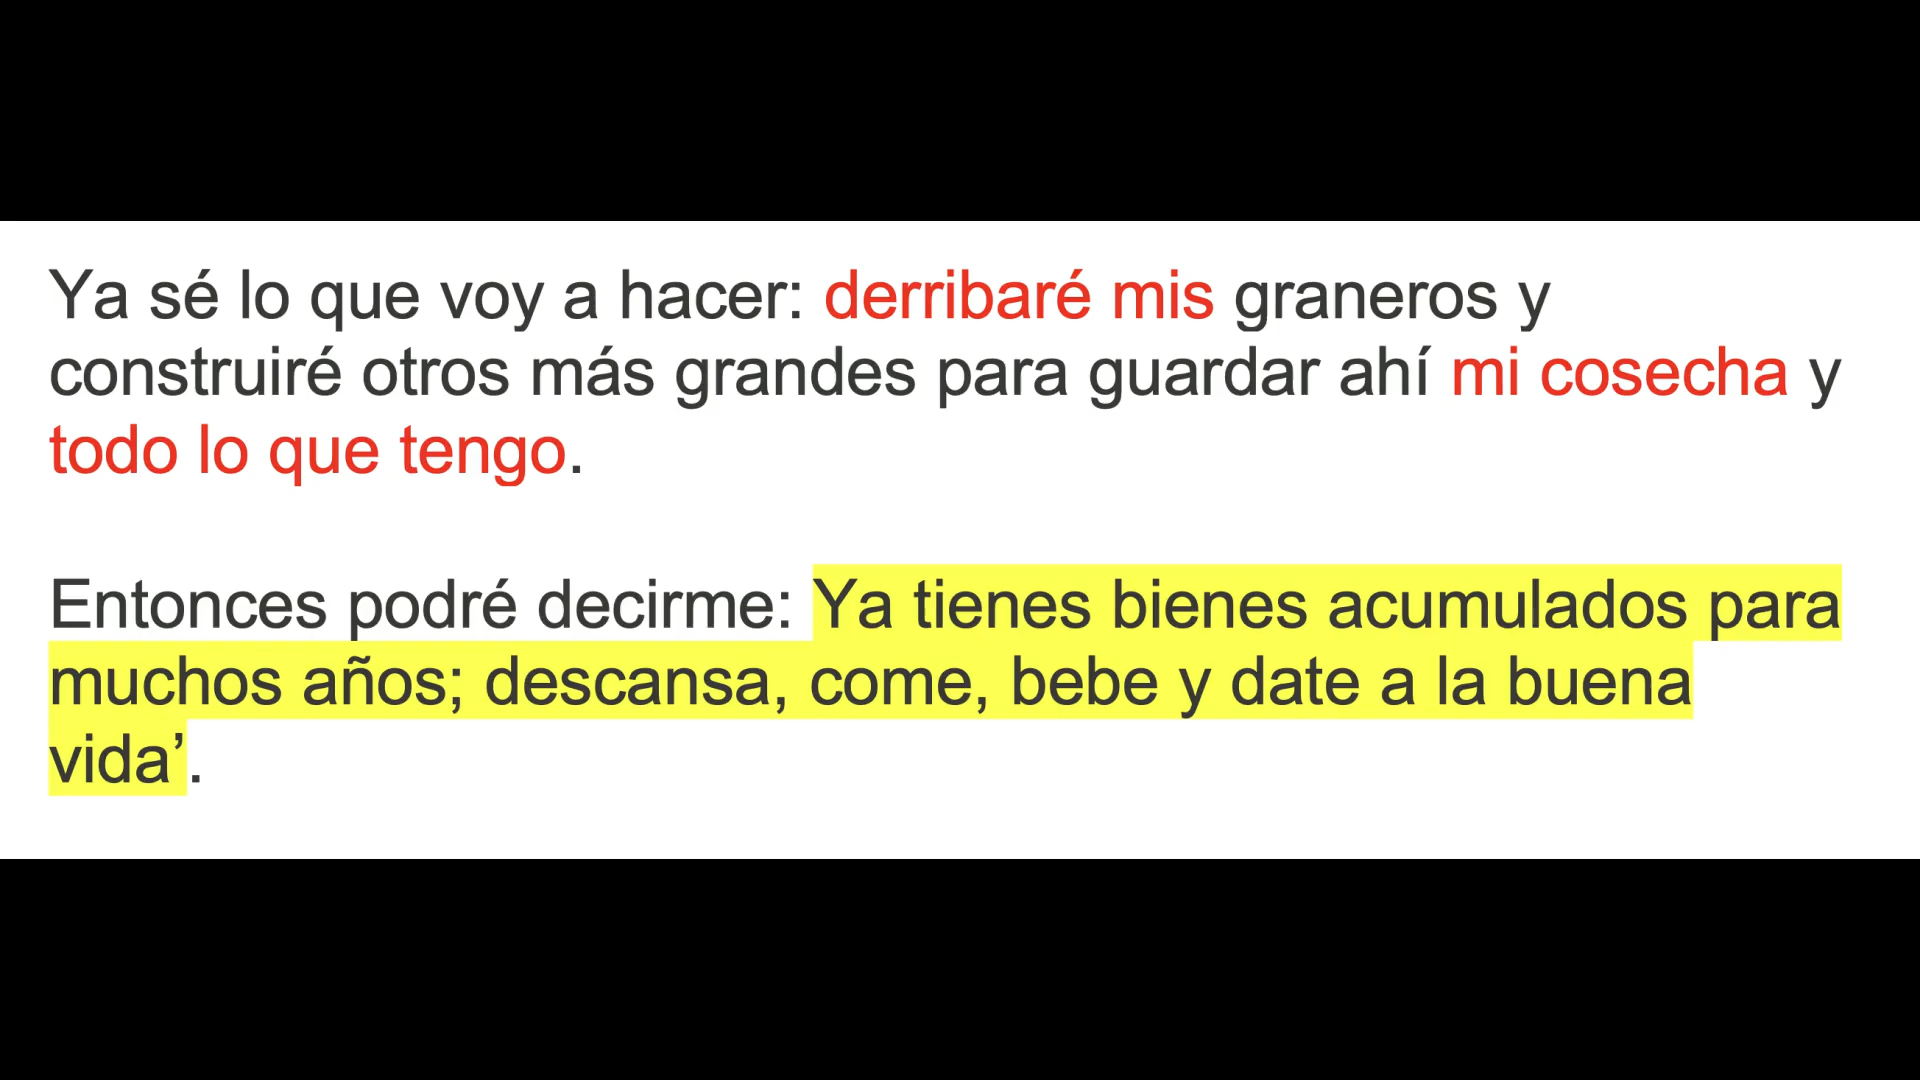 Ya sé lo que voy a hacer: derribaré mis graneros y
construiré otros más grandes para guardar ahí mi cosecha y
todo lo que tengo.
Entonces podré decirme: Ya tienes bienes acumulados para
muchos años; descansa, come, bebe y date a la buena
vida’.